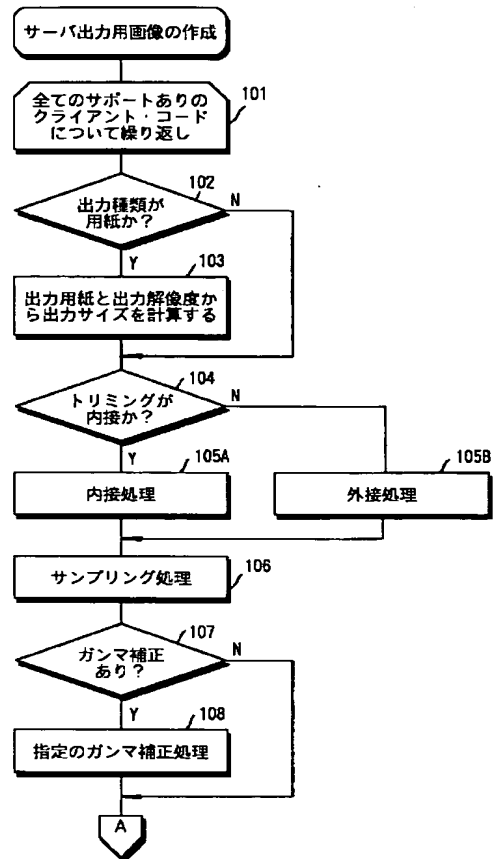 サーバ出力用画像の作成
全てのサポートありの
クライアント・コード
について繰り返し
101
出力種類が
用紙か？
102
N
Y
103
出力用紙と出力解像度か
ら出力サイズを計算する
トリミングが
内接か？
104
N
Y
105A
内接処理
105B
外接処理
サンプリング処理
106
ガンマ補正
あり？
107
N
Y
108
指定のガンマ補正処理
A